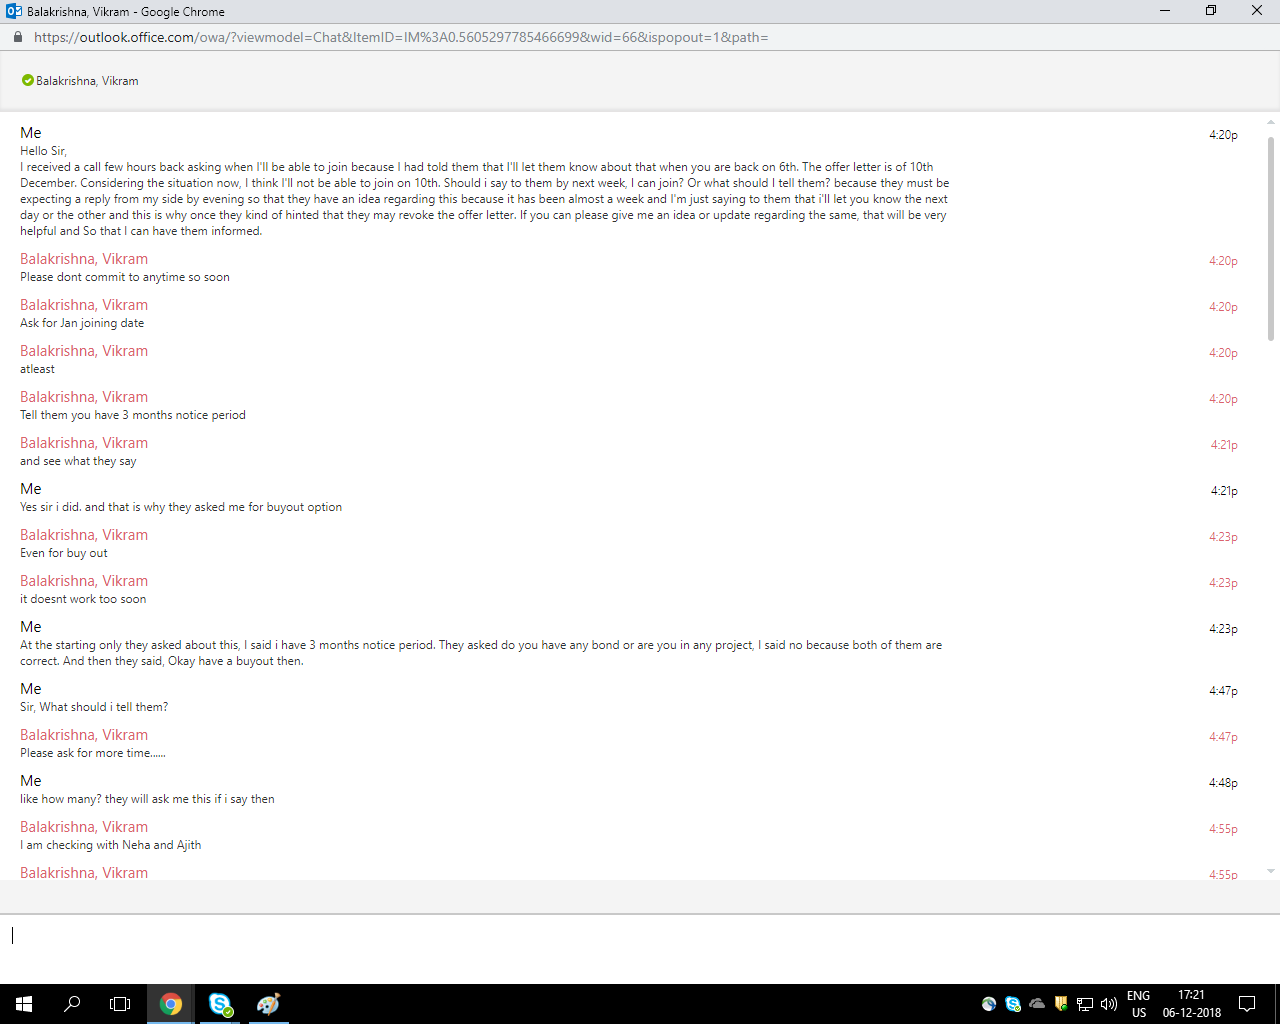 Balakrishna, Vikram - Google Chrome
https://outlook.office.com/owa/?viewmodel=Chat&ItemID=IM%3A0.5605297785466699&wid=66&ispopout=1&path=
Balakrishna, Vikram
Me 4:20p
Hello Sir,
I received a call few hours back asking when I'll be able to join because I had told them that I'll let them know about that when you are back on 6th. The offer letter is of 10th
December. Considering the situation now, I think I'll not be able to join on 10th. Should i say to them by next week, I can join? Or what should I tell them? because they must be
expecting a reply from my side by evening so that they have an idea regarding this because it has been almost a week and I'm just saying to them that i'll let you know the next
day or the other and this is why once they kind of hinted that they may revoke the offer letter. If you can please give me an idea or update regarding the same, that will be very
helpful and So that I can have them informed.
Balakrishna, Vikram 4:20p
Please dont commit to anytime so soon
Balakrishna, Vikram 4:20p
Ask for Jan joining date
Balakrishna, Vikram 4:20p
atleast
Balakrishna, Vikram 4:20p
Tell them you have 3 months notice period
Balakrishna, Vikram 4:21p
and see what they say
Me 4:21p
Yes sir i did. and that is why they asked me for buyout option
Balakrishna, Vikram 4:23p
Even for buy out
Balakrishna, Vikram 4:23p
it doesnt work too soon
Me 4:23p
At the starting only they asked about this, I said i have 3 months notice period. They asked do you have any bond or are you in any project, I said no because both of them are
correct. And then they said, Okay have a buyout then.
Me 4:47p
Sir, What should i tell them?
Balakrishna, Vikram 4:47p
Please ask for more time......
Me 4:48p
like how many? they will ask me this if i say then
Balakrishna, Vikram 4:55p
I am checking with Neha and Ajith
Balakrishna, Vikram 4:55p
ENG 17:21
US 06-12-2018